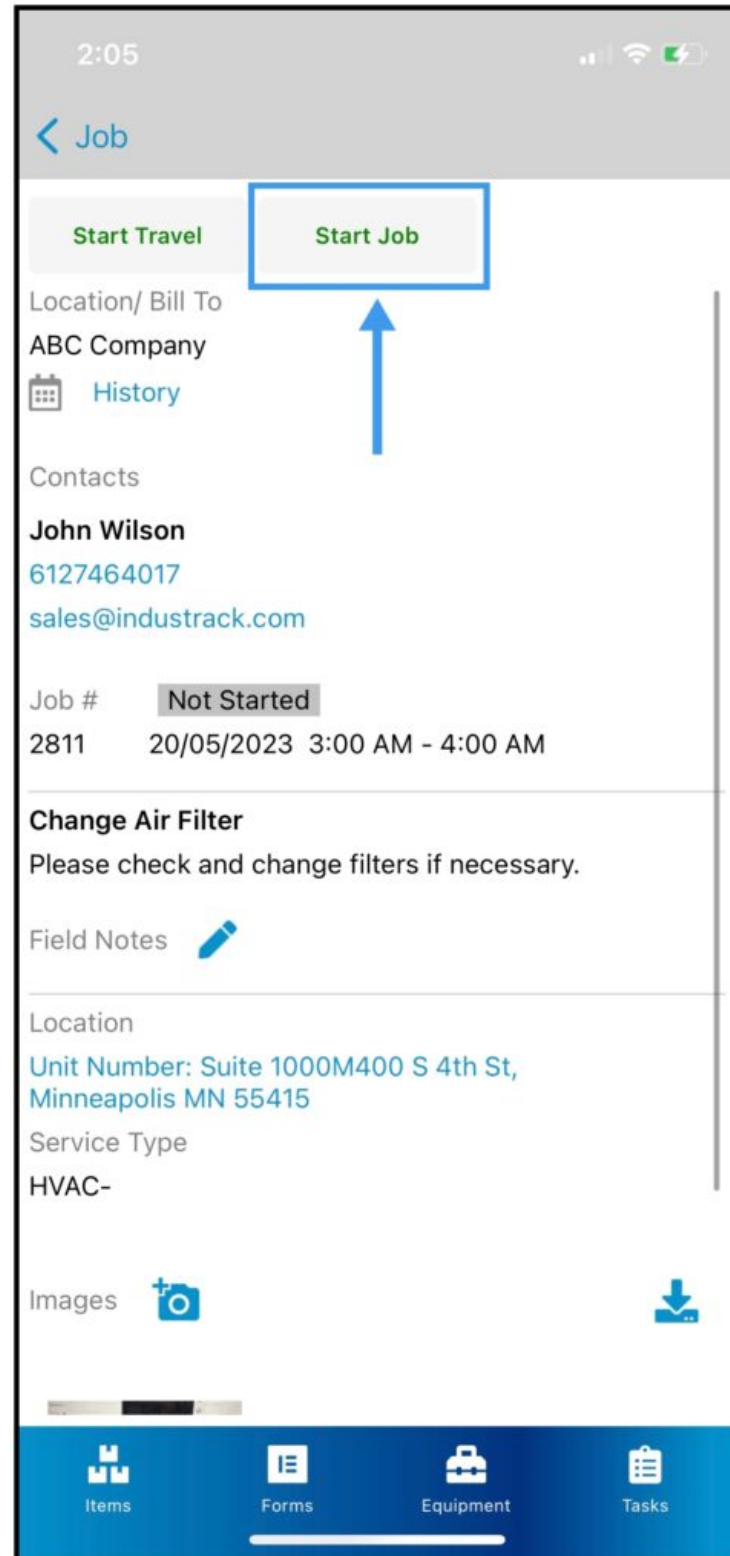 2:05
Job
Start Travel Start Job
Location/ Bill To
ABC Company
History
Contacts
John Wilson
6127464017
sales@industrack.com
Job # Not Started
2811 20/05/2023 3:00 AM - 4:00 AM
Change Air Filter
Please check and change filters if necessary.
Field Notes
Location
Unit Number: Suite 1000M400 S 4th St,
Minneapolis MN 55415
Service Type
HVAC-
Images
Items Forms Equipment Tasks